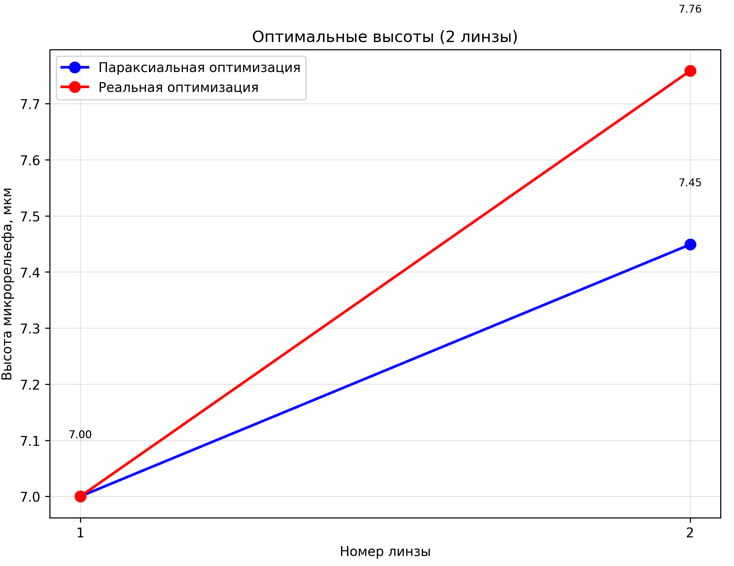 7.76
Оптимальные высоты (2 линзы)
Параксиальная оптимизация
Реальная оптимизация
7.7
7.6
7.45
7.5
7.4
7.3
7.2
7.00
7.1
7.0
Высота микрорельефа, мкм
1
2
Номер линзы